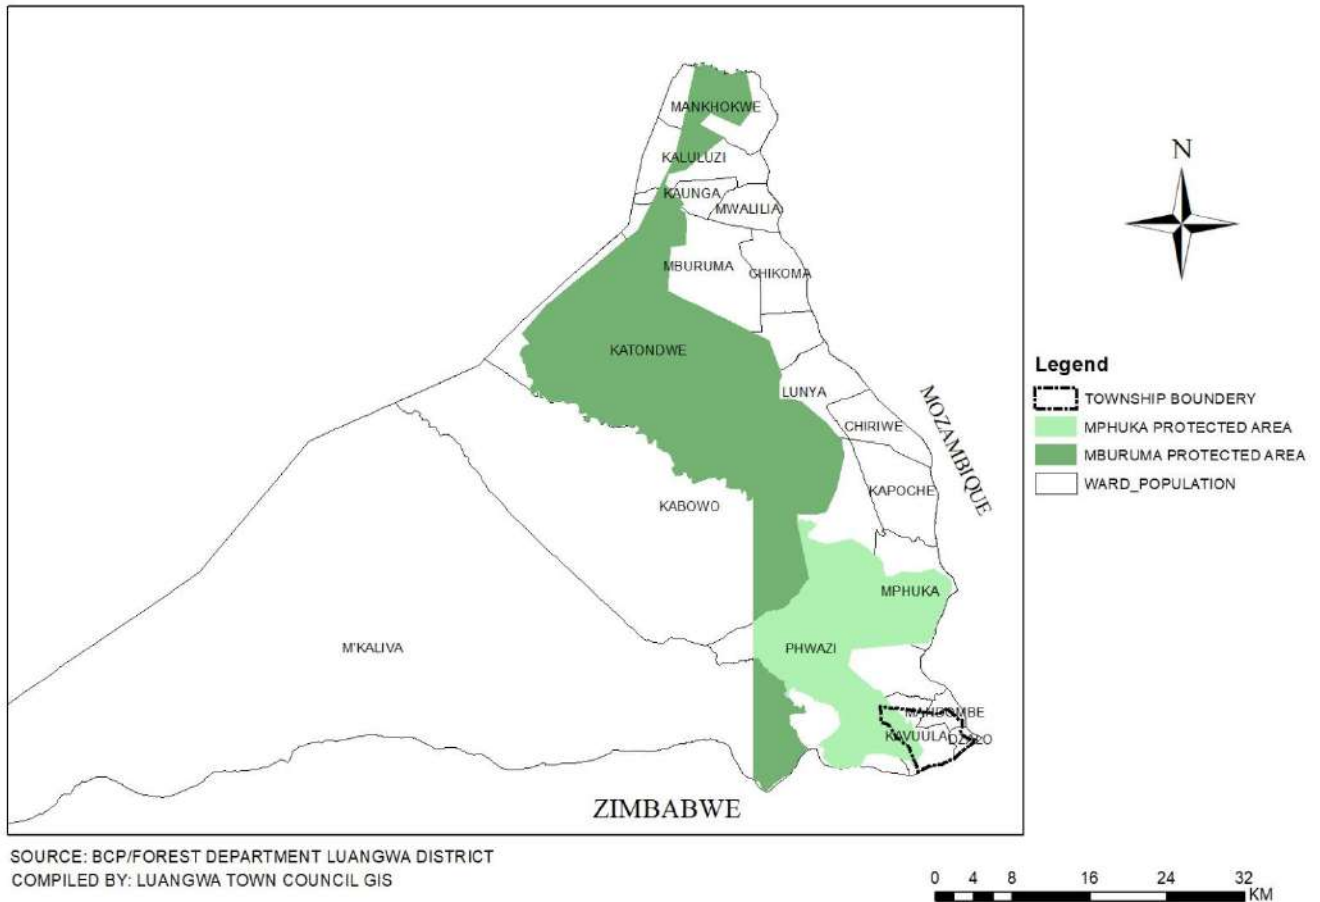 MANKHOKWE
KALULUZI
KAUNGA
MWALILIA
MBURUMA
CHIKOMA
KATONDWE
LUNYA
CHIRIWE
KAPOCHE
KABOWO
MPHUKA
M'KALIVA
PHWAZI
MANDOMBE
KAVUULA
MOZAMBIQUE
ZIMBABWE
N
Legend
TOWNSHIP BOUNDERY
MPHUKA PROTECTED AREA
MBURUMA PROTECTED AREA
WARD_POPULATION
SOURCE: BCP/FOREST DEPARTMENT LUANGWA DISTRICT
COMPILED BY: LUANGWA TOWN COUNCIL GIS
0 4 8 16 24 32
KM